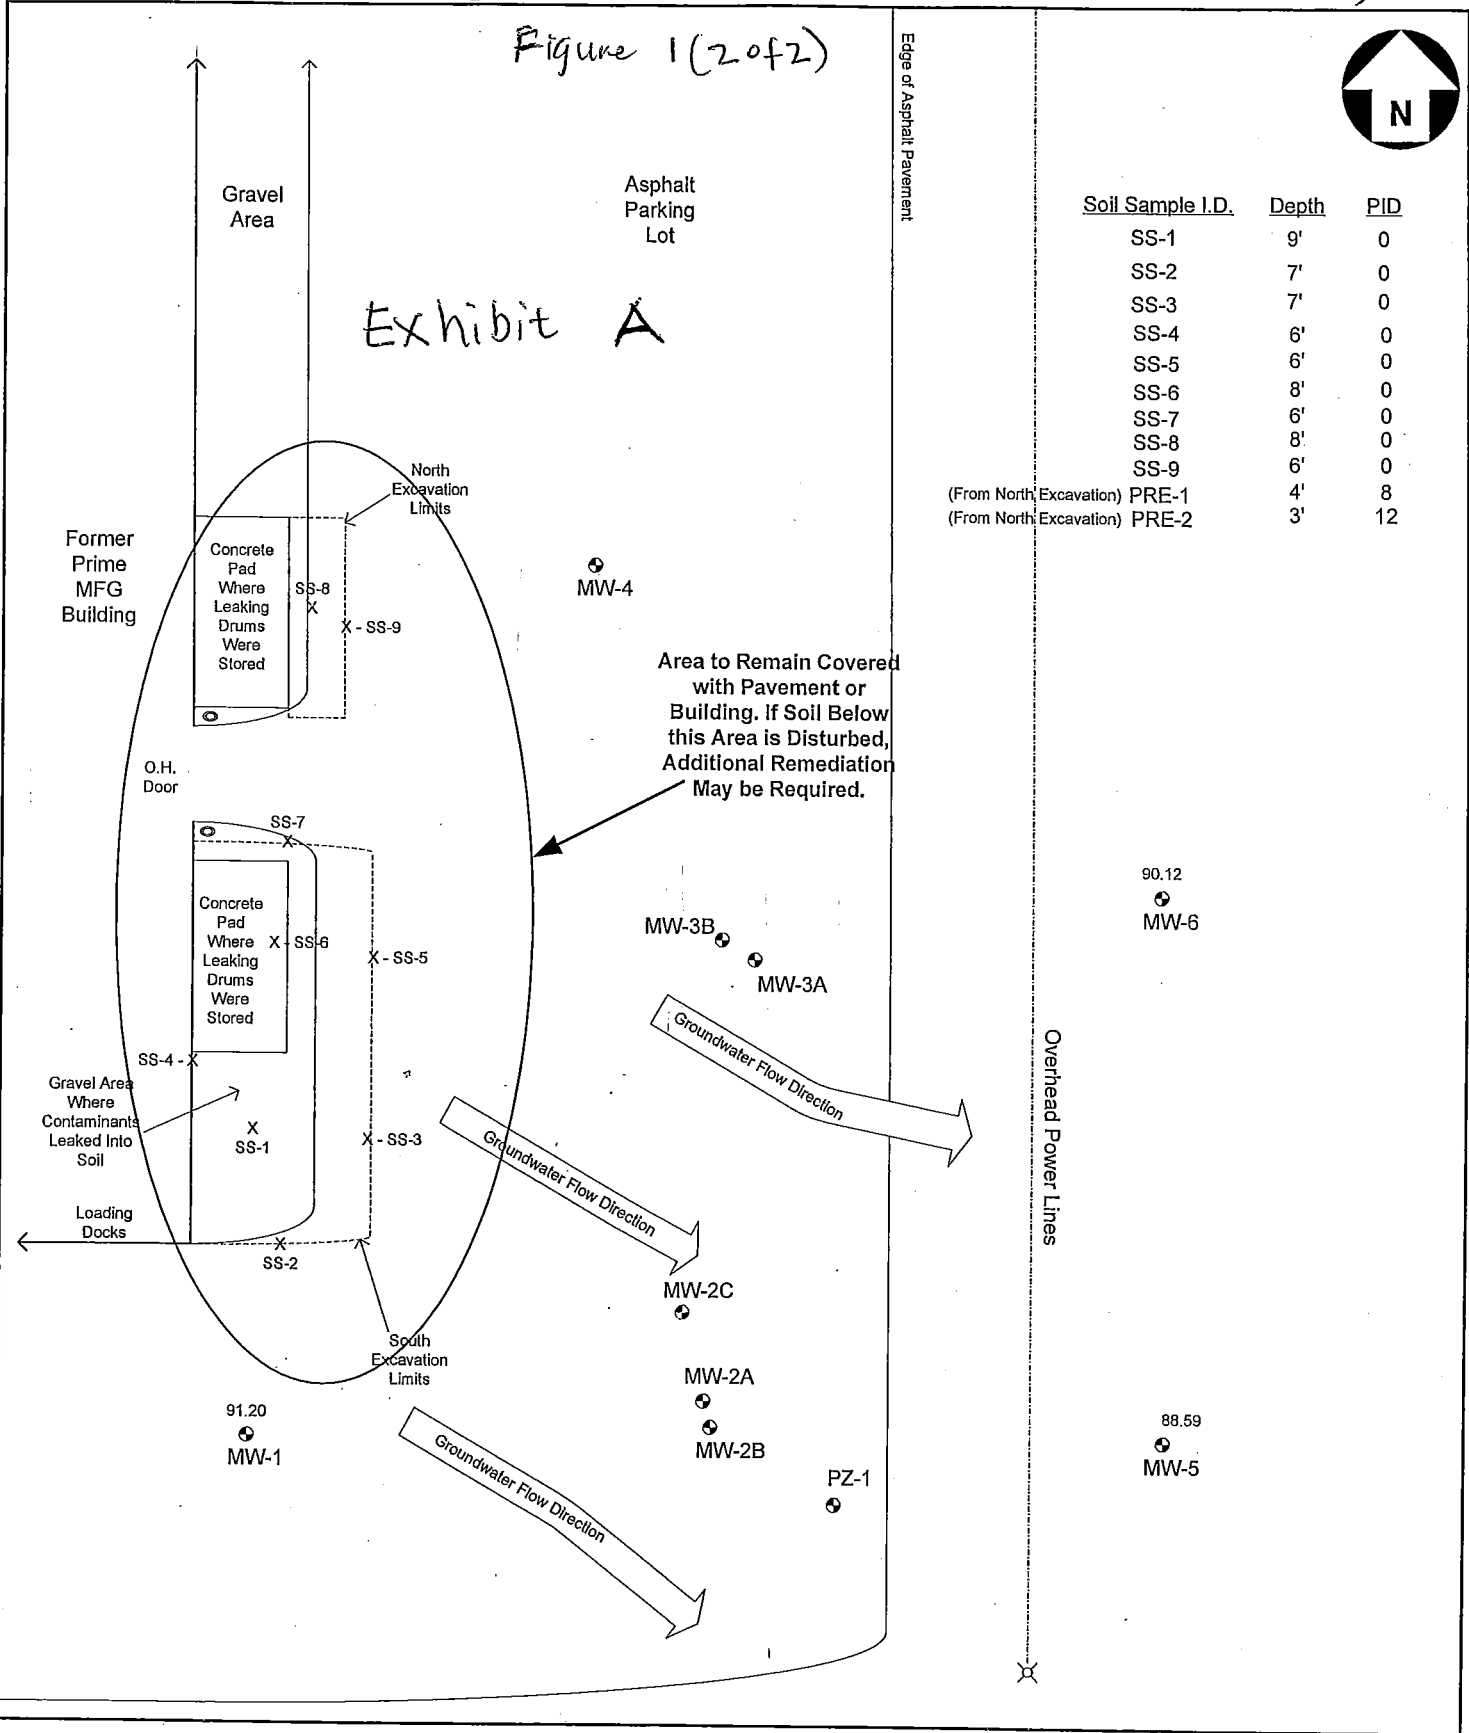 Figure 1 (2 of 2)
N
Edge of Asphalt Pavement
Gravel
Area
Asphalt
Parking
Lot
Exhibit A
Soil Sample I.D. Depth PID
SS-1 9' 0
SS-2 7' 0
SS-3 7' 0
SS-4 6' 0
SS-5 6' 0
SS-6 8' 0
SS-7 6' 0
SS-8 8' 0
SS-9 6' 0
(From North Excavation) PRE-1 4' 8
(From North Excavation) PRE-2 3' 12
North
Excavation
Limits
Former
Prime
MFG
Building
Concrete
Pad
Where
Leaking
Drums
Were
Stored
SS-8
X
X - SS-9
MW-4
Area to Remain Covered
with Pavement or
Building. If Soil Below
this Area is Disturbed,
Additional Remediation
May be Required.
O.H.
Door
SS-7
X
Concrete
Pad
Where
Leaking
Drums
Were
Stored
X - SS-6
X - SS-5
MW-3B
MW-3A
90.12
MW-6
Groundwater Flow Direction
Overhead Power Lines
SS-4 - X
Gravel Area
Where
Contaminants
Leaked Into
Soil
X
SS-1
X - SS-3
Groundwater Flow Direction
Loading
Docks
X
SS-2
MW-2C
South
Excavation
Limits
MW-2A
MW-2B
91.20
MW-1
Groundwater Flow Direction
PZ-1
88.59
MW-5